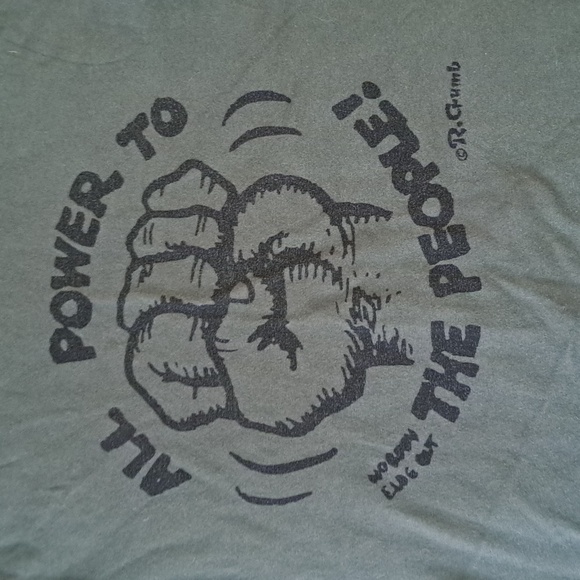 ALL POWER TO
NOBODY
ELSE BUT
THE PEOPLE!
©R.Crumb